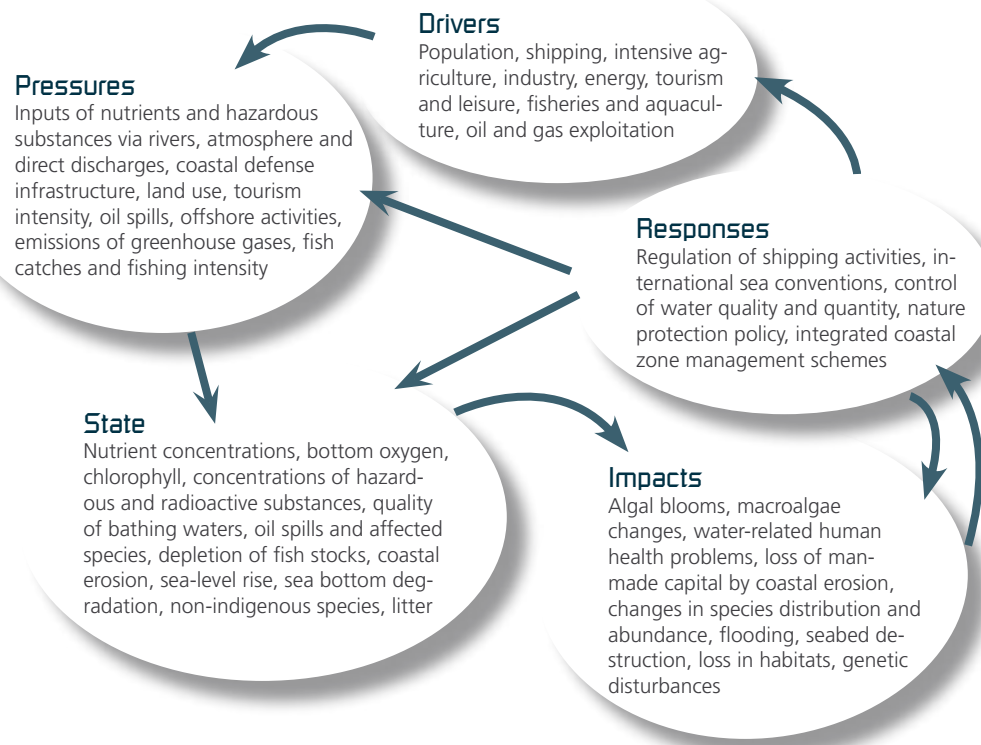 Drivers
Population, shipping, intensive ag-
riculture, industry, energy, tourism
and leisure, fisheries and aquacul-
ture, oil and gas exploitation
Pressures
Inputs of nutrients and hazardous
substances via rivers, atmosphere and
direct discharges, coastal defense
infrastructure, land use, tourism
intensity, oil spills, offshore activities,
emissions of greenhouse gases, fish
catches and fishing intensity
Responses
Regulation of shipping activities, in-
ternational sea conventions, control
of water quality and quantity, nature
protection policy, integrated coastal
zone management schemes
State
Nutrient concentrations, bottom oxygen,
chlorophyll, concentrations of hazard-
ous and radioactive substances, quality
of bathing waters, oil spills and affected
species, depletion of fish stocks, coastal
erosion, sea-level rise, sea bottom deg-
radation, non-indigenous species, litter
Impacts
Algal blooms, macroalgae
changes, water-related human
health problems, loss of man-
made capital by coastal erosion,
changes in species distribution and
abundance, flooding, seabed de-
struction, loss in habitats, genetic
disturbances